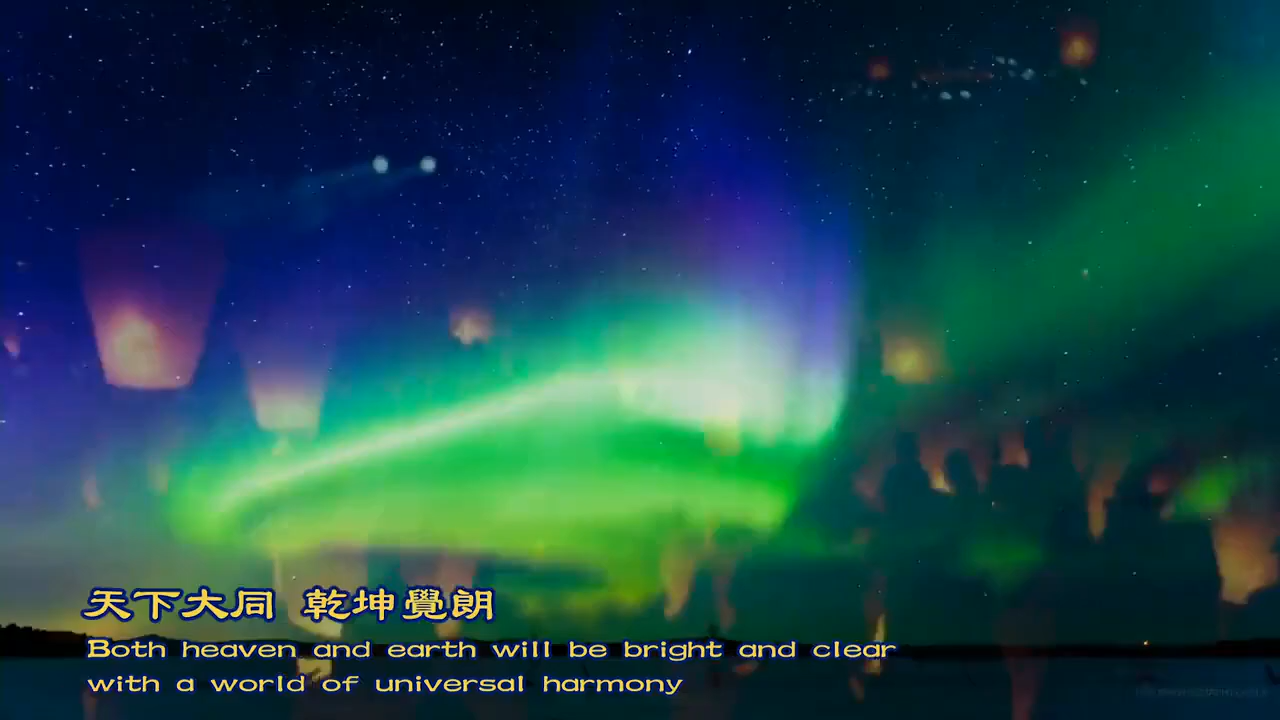 天下大同 乾坤覺朗
Both heaven and earth will be bright and clear
with a world of universal harmony